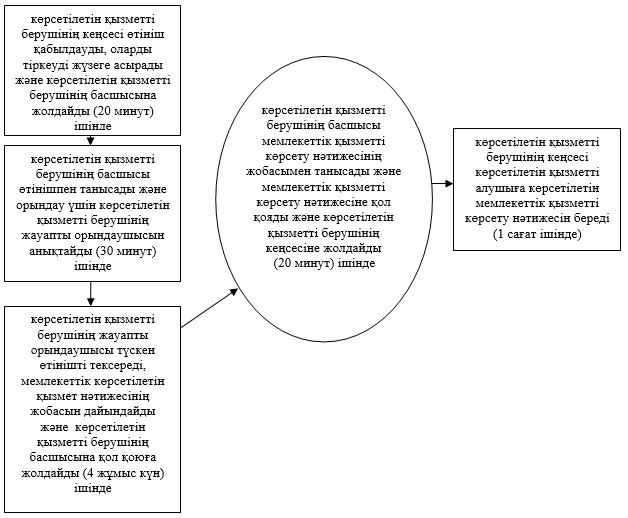 көрсетілетін қызметті
берушінің кеңсесі өтініш
қабылдауды, оларды
тіркеуді жүзеге асырады
және көрсетілетін қызметті
берушінің басшысына
жолдайды (20 минут)
ішінде
көрсетілетін қызметті
берушінің басшысы
өтінішпен танысады және
орындау үшін көрсетілетін
қызметті берушінің
жауапты орындаушысын
анықтайды (30 минут)
ішінде
көрсетілетін қызметті
берушінің жауапты
орындаушысы түскен
өтінішті тексереді,
мемлекеттік көрсетілетін
қызмет нәтижесінің
жобасын дайындайды
және көрсетілетін
қызметті берушінің
басшысына қол қоюға
жолдайды (4 жұмыс күн)
ішінде
көрсетілетін қызметті
берушінің басшысы
мемлекеттік қызметті
көрсету нәтижесінің
жобасымен танысады және
мемлекеттік қызметті
көрсету нәтижесіне қол
қояды және көрсетілетін
қызметті берушінің
кеңсесіне жолдайды
(20 минут) ішінде
көрсетілетін қызметті
берушінің кеңсесі
көрсетілетін қызметті
алушыға көрсетілетін
мемлекеттік қызметті
көрсету нәтижесін береді
(1 сағат ішінде)